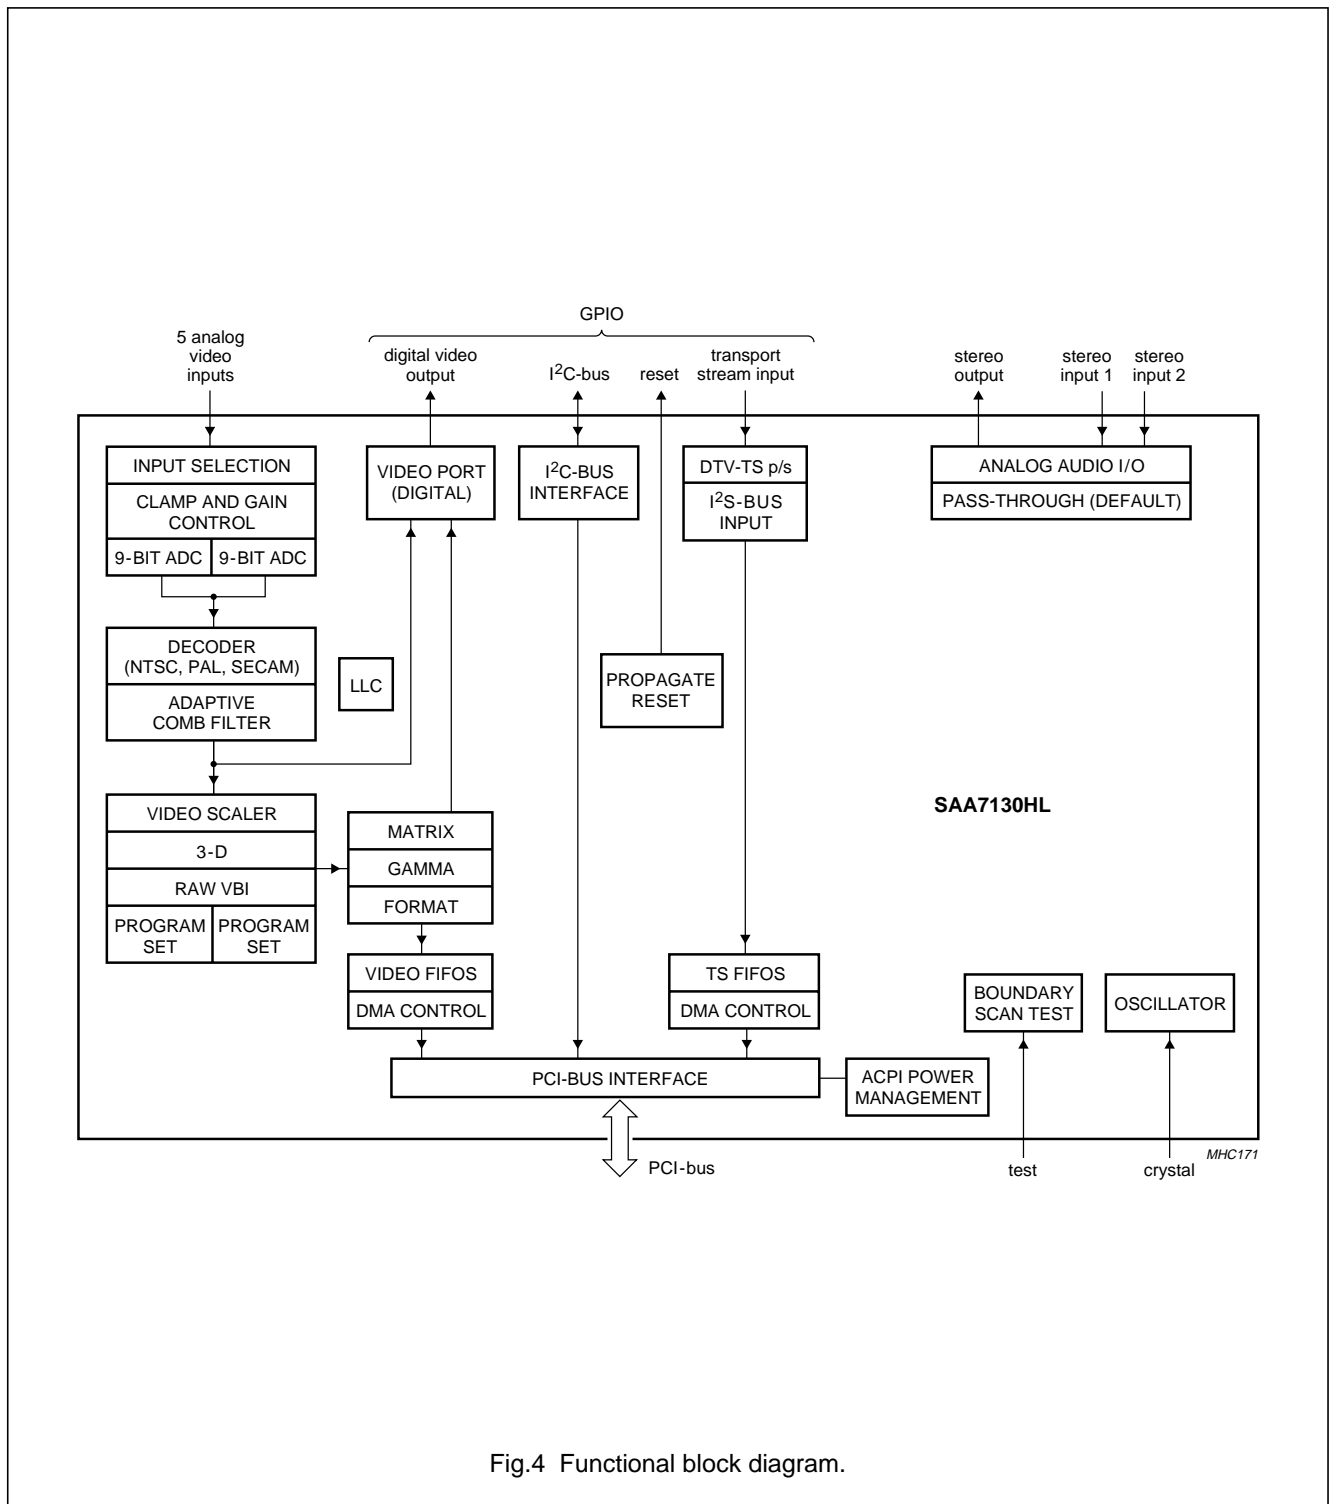 GPIO
5 analog
video
inputs
digital video
output
I²C-bus
reset
transport
stream input
stereo
output
stereo
input 1
stereo
input 2
INPUT SELECTION
CLAMP AND GAIN
CONTROL
9-BIT ADC
9-BIT ADC
VIDEO PORT
(DIGITAL)
I²C-BUS
INTERFACE
DTV-TS p/s
I²S-BUS
INPUT
ANALOG AUDIO I/O
PASS-THROUGH (DEFAULT)
DECODER
(NTSC, PAL, SECAM)
ADAPTIVE
COMB FILTER
LLC
PROPAGATE
RESET
VIDEO SCALER
3-D
RAW VBI
PROGRAM
SET
PROGRAM
SET
MATRIX
GAMMA
FORMAT
SAA7130HL
VIDEO FIFOS
DMA CONTROL
TS FIFOS
DMA CONTROL
BOUNDARY
SCAN TEST
OSCILLATOR
PCI-BUS INTERFACE
ACPI POWER
MANAGEMENT
PCI-bus
test
crystal
MHC171
Fig.4 Functional block diagram.